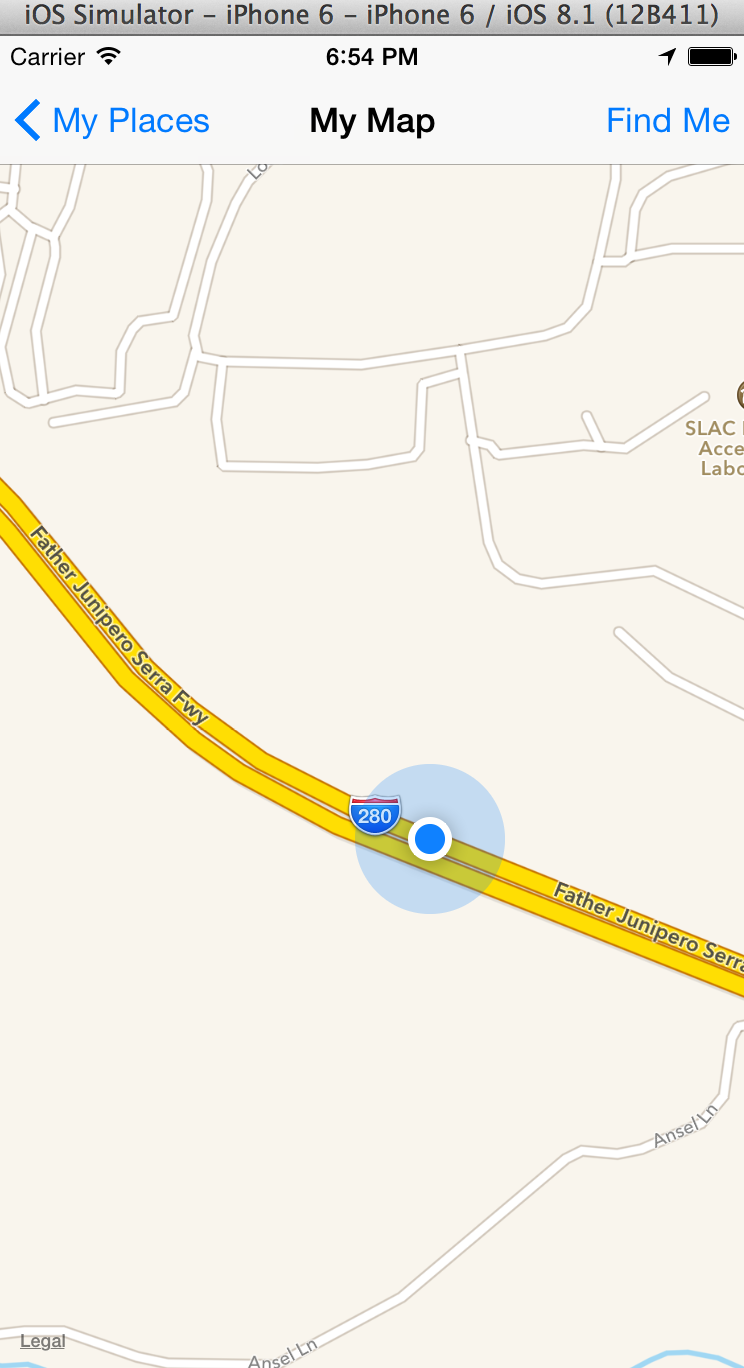 iOS Simulator – iPhone 6 – iPhone 6 / iOS 8.1 (12B411)
Carrier 6:54 PM
My Places My Map Find Me
SLAC
Father Junipero Serra Fwy
280
Father Junipero Serra
Ansel Ln
Legal
Ansel Ln